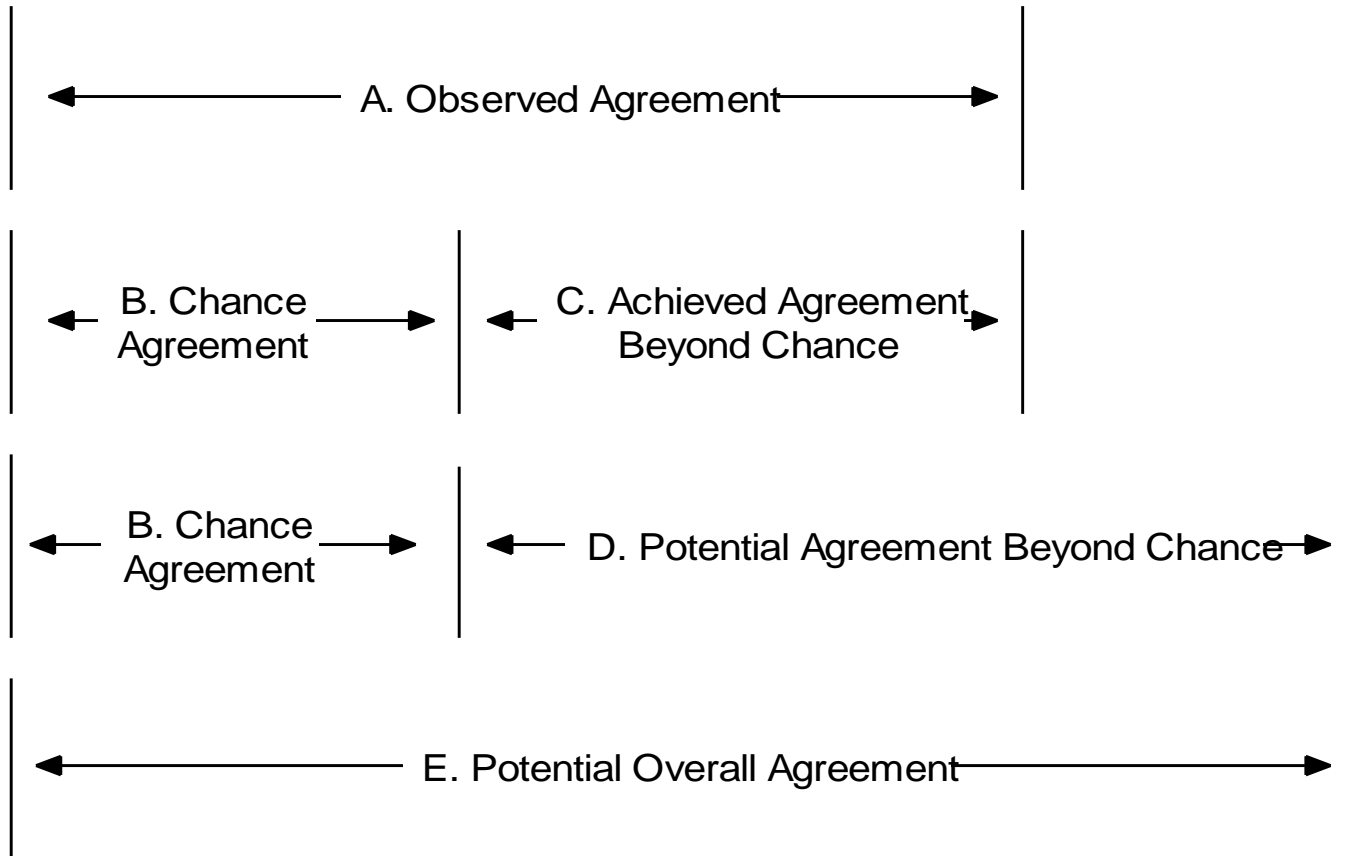 A. Observed Agreement
B. Chance
Agreement
C. Achieved Agreement
Beyond Chance
B. Chance
Agreement
D. Potential Agreement Beyond Chance
E. Potential Overall Agreement